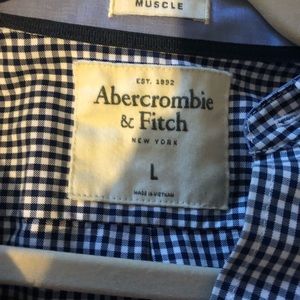 MUSCLE
EST. 1892
Abercrombie
& Fitch
NEW YORK
L
MADE IN VIETNAM